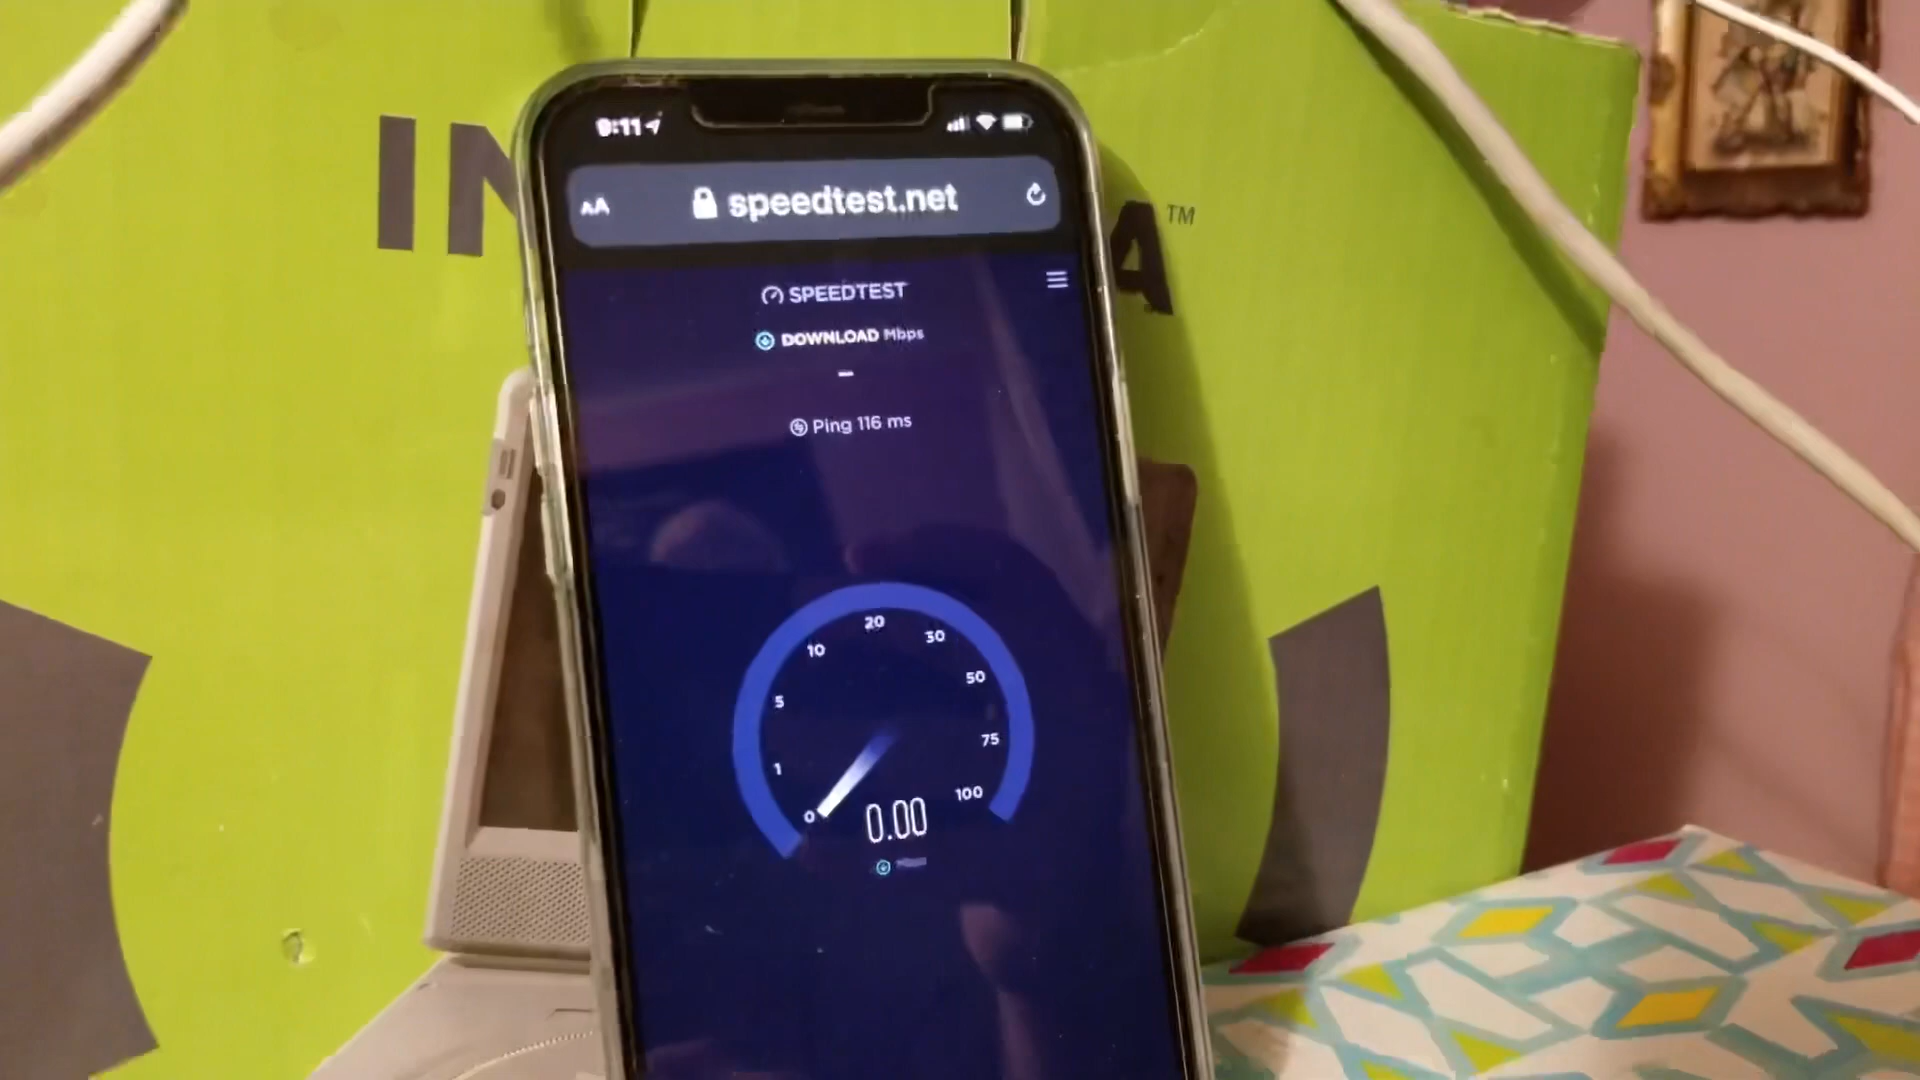 IN
A™
9:11
AA speedtest.net
SPEEDTEST
DOWNLOAD Mbps
–
Ping 116 ms
20
10
30
5
50
1
75
0
100
0.00